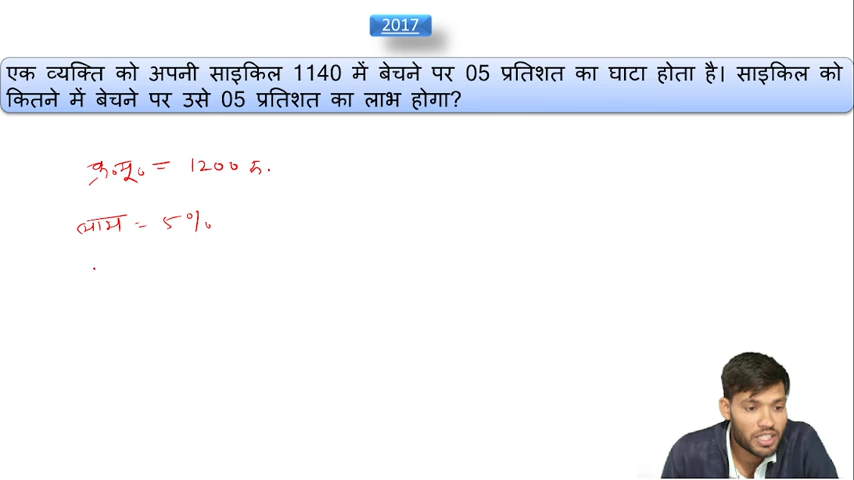 2017
एक व्यक्ति को अपनी साइकिल 1140 में बेचने पर 05 प्रतिशत का घाटा होता है। साइकिल को
कितने में बेचने पर उसे 05 प्रतिशत का लाभ होगा?
क्र०मू० = 1200 रु.
लाभ = 5%